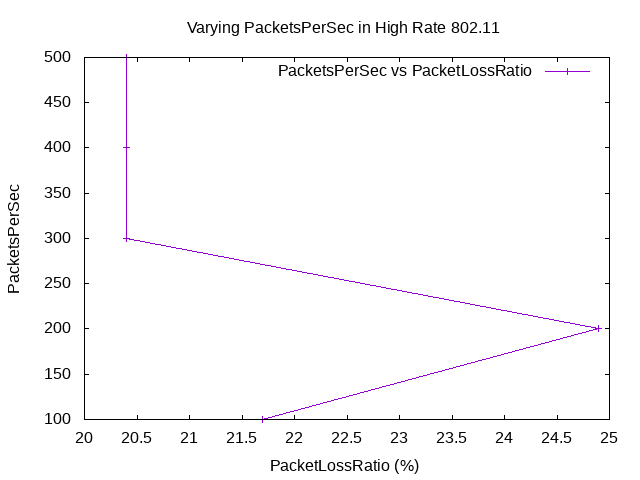 Varying PacketsPerSec in High Rate 802.11
PacketsPerSec vs PacketLossRatio
500
450
400
350
300
250
200
150
100
PacketsPerSec
20 20.5 21 21.5 22 22.5 23 23.5 24 24.5 25
PacketLossRatio (%)